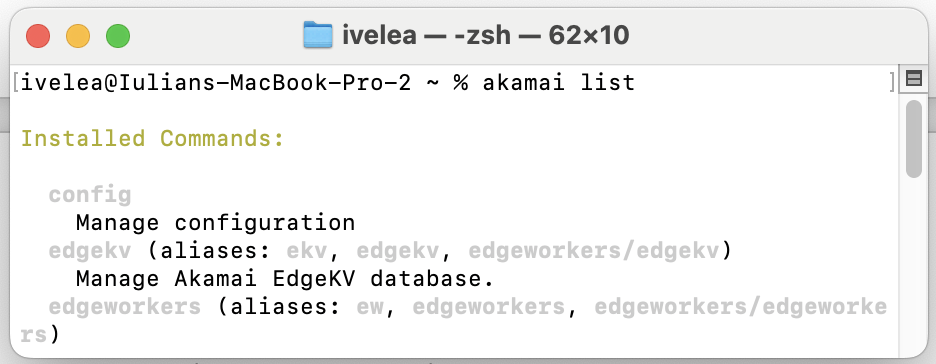 ivelea — -zsh — 62×10
[ivelea@Iulians-MacBook-Pro-2 ~ % akamai list ]
Installed Commands:
config
Manage configuration
edgekv (aliases: ekv, edgekv, edgeworkers/edgekv)
Manage Akamai EdgeKV database.
edgeworkers (aliases: ew, edgeworkers, edgeworkers/edgeworke
rs)